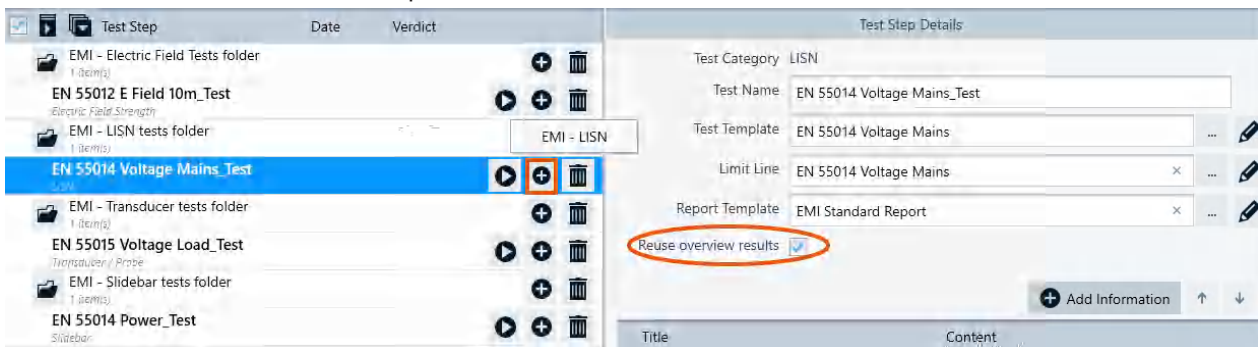 Test Step Date Verdict
EMI - Electric Field Tests folder
1 item(s)
EN 55012 E Field 10m_Test
Electric Field Strength
EMI - LISN tests folder
1 item(s)
EMI - LISN
EN 55014 Voltage Mains_Test
LISN
EMI - Transducer tests folder
1 item(s)
EN 55015 Voltage Load_Test
Transducer / Probe
EMI - Slidebar tests folder
1 item(s)
EN 55014 Power_Test
Slidebar
Test Step Details
Test Category LISN
Test Name EN 55014 Voltage Mains_Test
Test Template EN 55014 Voltage Mains ...
Limit Line EN 55014 Voltage Mains × ...
Report Template EMI Standard Report × ...
Reuse overview results
Add Information ↑ ↓
Title Content